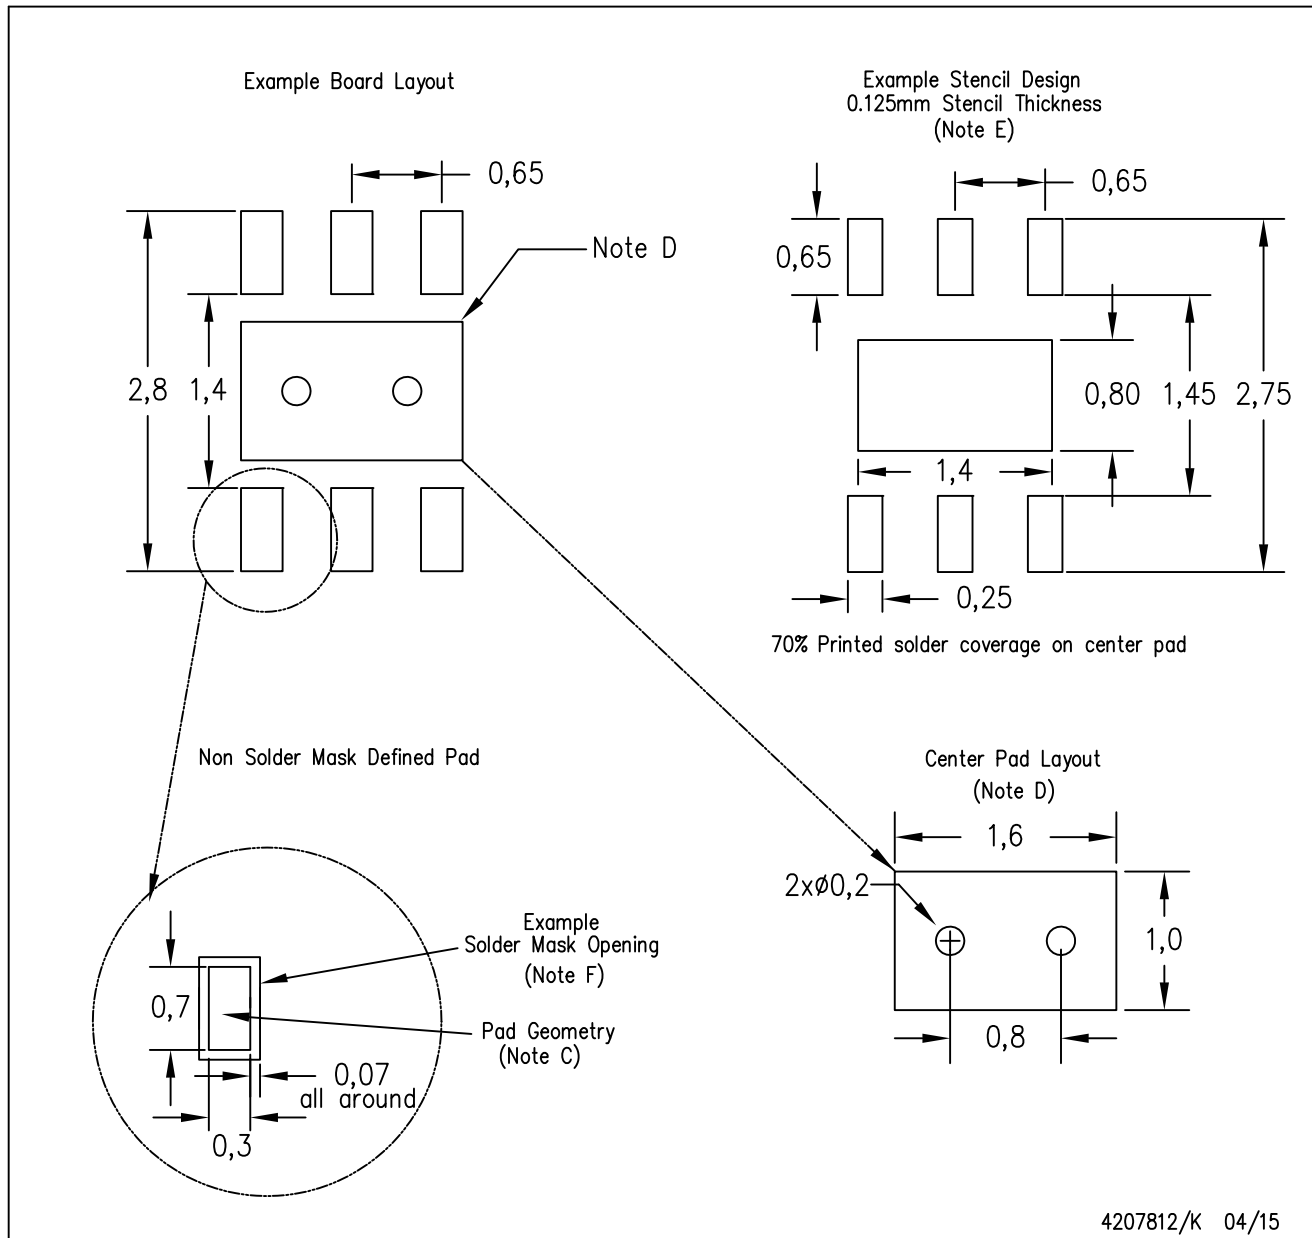 Example Board Layout
0,65
Note D
2,8
1,4
Example Stencil Design
0.125mm Stencil Thickness
(Note E)
0,65
0,65
0,80
1,45
2,75
1,4
0,25
70% Printed solder coverage on center pad
Non Solder Mask Defined Pad
Example
Solder Mask Opening
(Note F)
0,7
Pad Geometry
(Note C)
0,07
all around
0,3
Center Pad Layout
(Note D)
1,6
2xø0,2
1,0
0,8
4207812/K 04/15